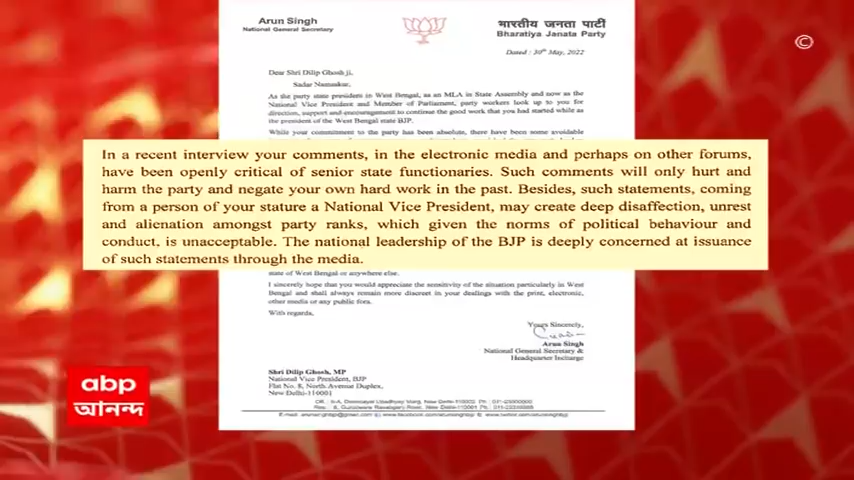 Arun Singh
National General Secretary
भारतीय जनता पार्टी
Bharatiya Janata Party
©
Dated : 30th May, 2022
Dear Shri Dilip Ghosh ji,
Sadar Namaskar,
As the party state president in West Bengal, as an MLA in State Assembly and now as the
National Vice President and Member of Parliament, party workers look up to you for
direction, support and encouragement to continue the good work that you had started while as
the president of the West Bengal state BJP.
While your commitment to the party has been absolute, there have been some avoidable
In a recent interview your comments, in the electronic media and perhaps on other forums,
have been openly critical of senior state functionaries. Such comments will only hurt and
harm the party and negate your own hard work in the past. Besides, such statements, coming
from a person of your stature a National Vice President, may create deep disaffection, unrest
and alienation amongst party ranks, which given the norms of political behaviour and
conduct, is unacceptable. The national leadership of the BJP is deeply concerned at issuance
of such statements through the media.
state of West Bengal or anywhere else.
I sincerely hope that you would appreciate the sensitivity of the situation particularly in West
Bengal and shall always remain more discreet in your dealings with the print, electronic,
other media or any public fora.
With regards,
Yours Sincerely,
Arun Singh
National General Secretary &
Headquarter Incharge
Shri Dilip Ghosh, MP
National Vice President, BJP
Flat No. 8, North Avenue Duplex,
New Delhi-110001
abp
আনন্দ